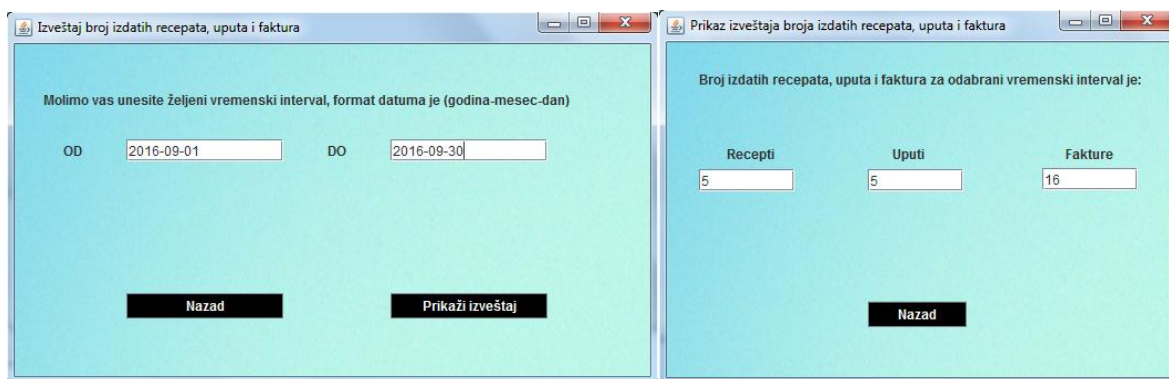 Izveštaj broj izdatih recepata, uputa i faktura
Molimo vas unesite željeni vremenski interval, format datuma je (godina-mesec-dan)
OD 2016-09-01 DO 2016-09-30
Nazad Prikaži izveštaj
Prikaz izveštaja broja izdatih recepata, uputa i faktura
Broj izdatih recepata, uputa i faktura za odabrani vremenski interval je:
Recepti Uputi Fakture
5 5 16
Nazad